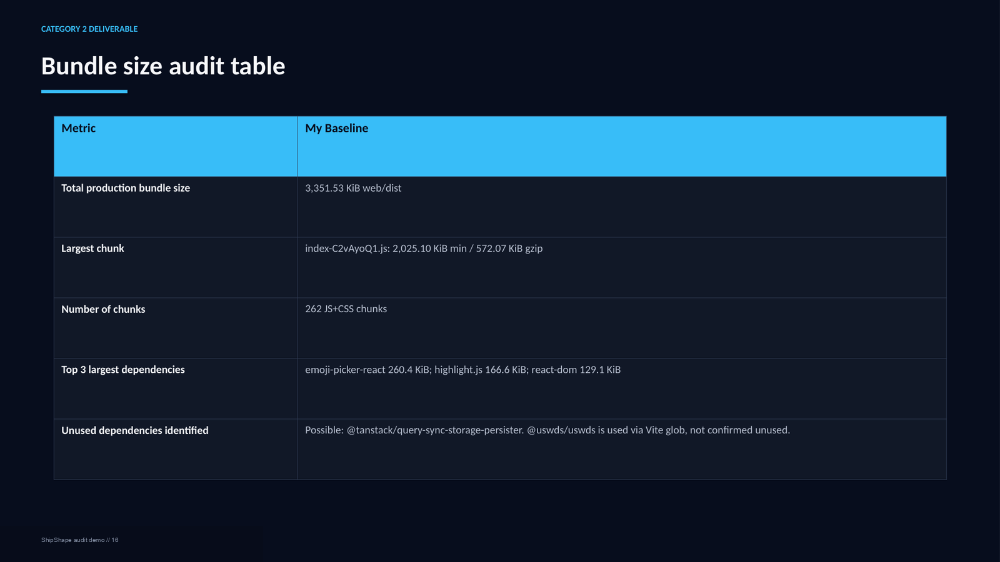 CATEGORY 2 DELIVERABLE
Bundle size audit table
Metric
My Baseline
Total production bundle size
3,351.53 KiB web/dist
Largest chunk
index-C2vAyoQ1.js: 2,025.10 KiB min / 572.07 KiB gzip
Number of chunks
262 JS+CSS chunks
Top 3 largest dependencies
emoji-picker-react 260.4 KiB; highlight.js 166.6 KiB; react-dom 129.1 KiB
Unused dependencies identified
Possible: @tanstack/query-sync-storage-persister. @uswds/uswds is used via Vite glob, not confirmed unused.
ShipShape audit demo // 16